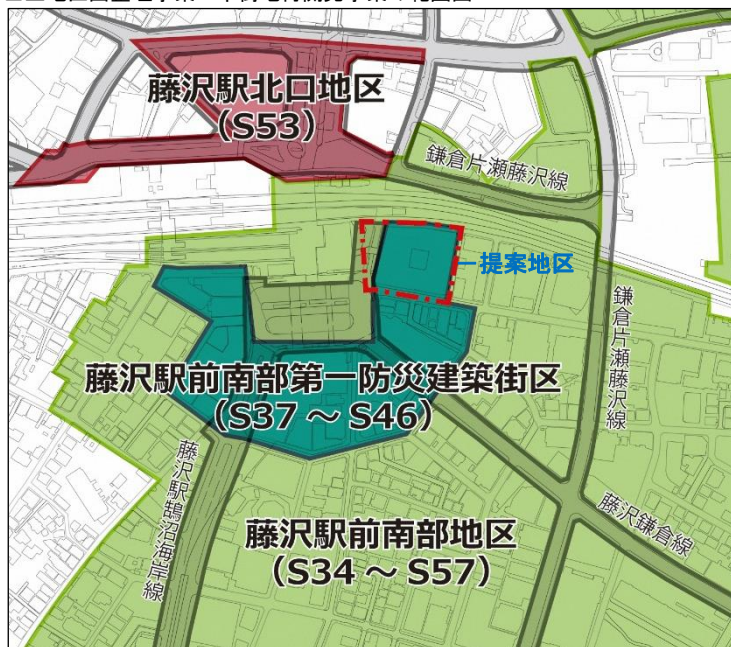 藤沢駅北口地区
（S53）
鎌倉片瀬藤沢線
提案地区
鎌倉片瀬藤沢線
藤沢駅前南部第一防災建築街区
（S37 ～ S46）
藤沢駅鵠沼海岸線
藤沢鎌倉線
藤沢駅前南部地区
（S34 ～ S57）